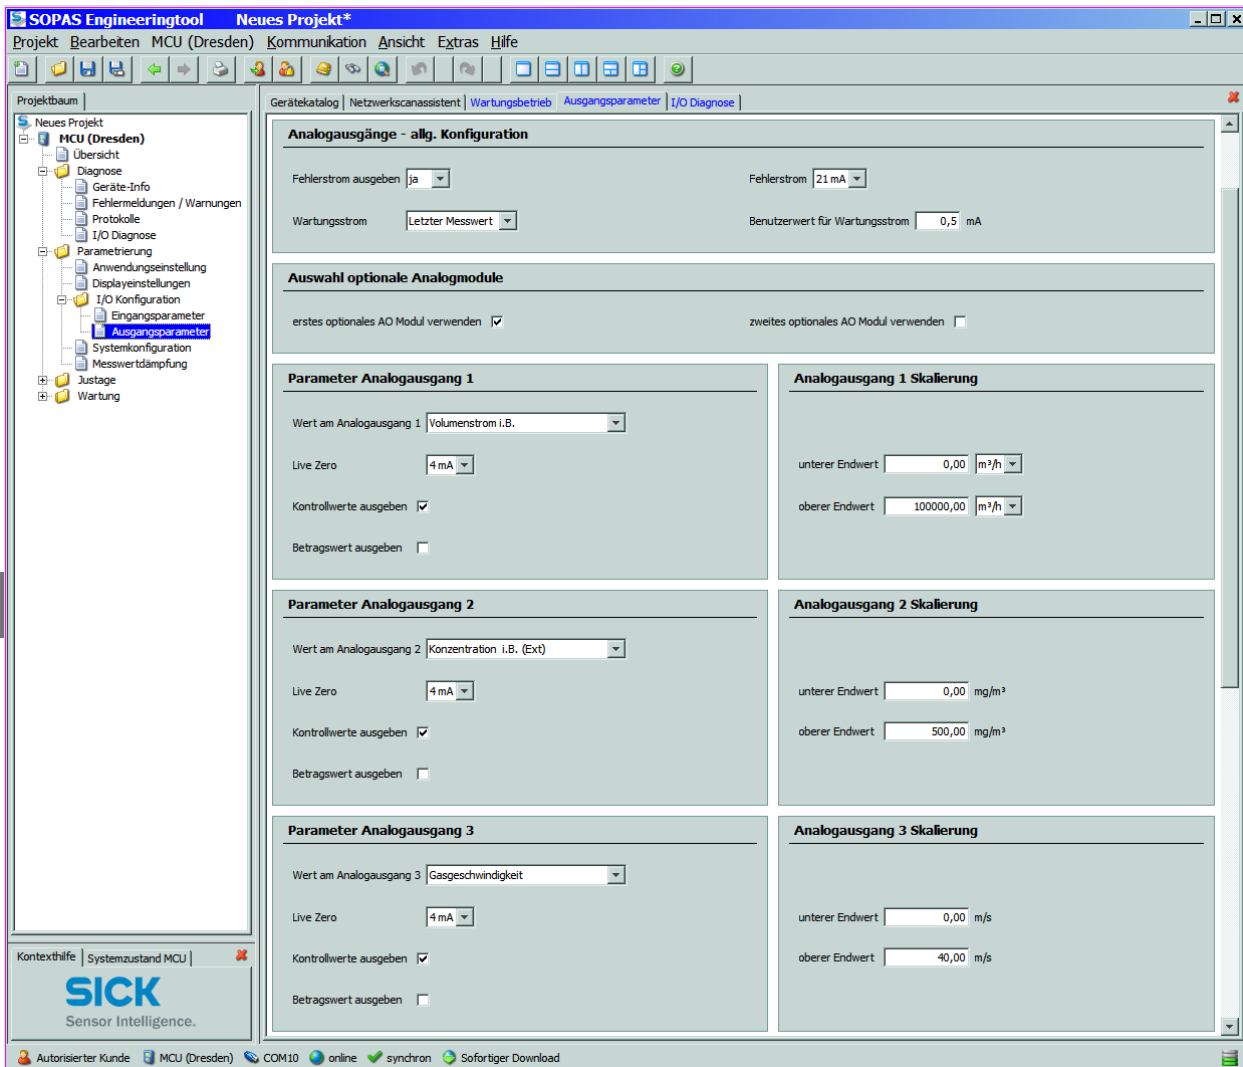 SOPAS Engineeringtool Neues Projekt*
Projekt Bearbeiten MCU (Dresden) Kommunikation Ansicht Extras Hilfe
Projektbaum
Neues Projekt
MCU (Dresden)
Übersicht
Diagnose
Geräte-Info
Fehlermeldungen / Warnungen
Protokolle
I/O Diagnose
Parametrierung
Anwendungseinstellung
Displayeinstellungen
I/O Konfiguration
Eingangsparameter
Ausgangsparameter
Systemkonfiguration
Messwertdämpfung
Justage
Wartung
Kontexthilfe Systemzustand MCU
SICK
Sensor Intelligence.
Gerätekatalog Netzwerkscanassistent Wartungsbetrieb Ausgangsparameter I/O Diagnose
Analogausgänge - allg. Konfiguration
Fehlerstrom ausgeben ja Fehlerstrom 21 mA
Wartungsstrom Letzter Messwert Benutzerwert für Wartungsstrom 0,5 mA
Auswahl optionale Analogmodule
erstes optionales AO Modul verwenden zweites optionales AO Modul verwenden
Parameter Analogausgang 1
Wert am Analogausgang 1 Volumenstrom i.B.
Live Zero 4 mA
Kontrollwerte ausgeben
Betragswert ausgeben
Analogausgang 1 Skalierung
unterer Endwert 0,00 m³/h
oberer Endwert 100000,00 m³/h
Parameter Analogausgang 2
Wert am Analogausgang 2 Konzentration i.B. (Ext)
Live Zero 4 mA
Kontrollwerte ausgeben
Betragswert ausgeben
Analogausgang 2 Skalierung
unterer Endwert 0,00 mg/m³
oberer Endwert 500,00 mg/m³
Parameter Analogausgang 3
Wert am Analogausgang 3 Gasgeschwindigkeit
Live Zero 4 mA
Kontrollwerte ausgeben
Betragswert ausgeben
Analogausgang 3 Skalierung
unterer Endwert 0,00 m/s
oberer Endwert 40,00 m/s
Autorisierter Kunde MCU (Dresden) COM10 online synchron Sofortiger Download